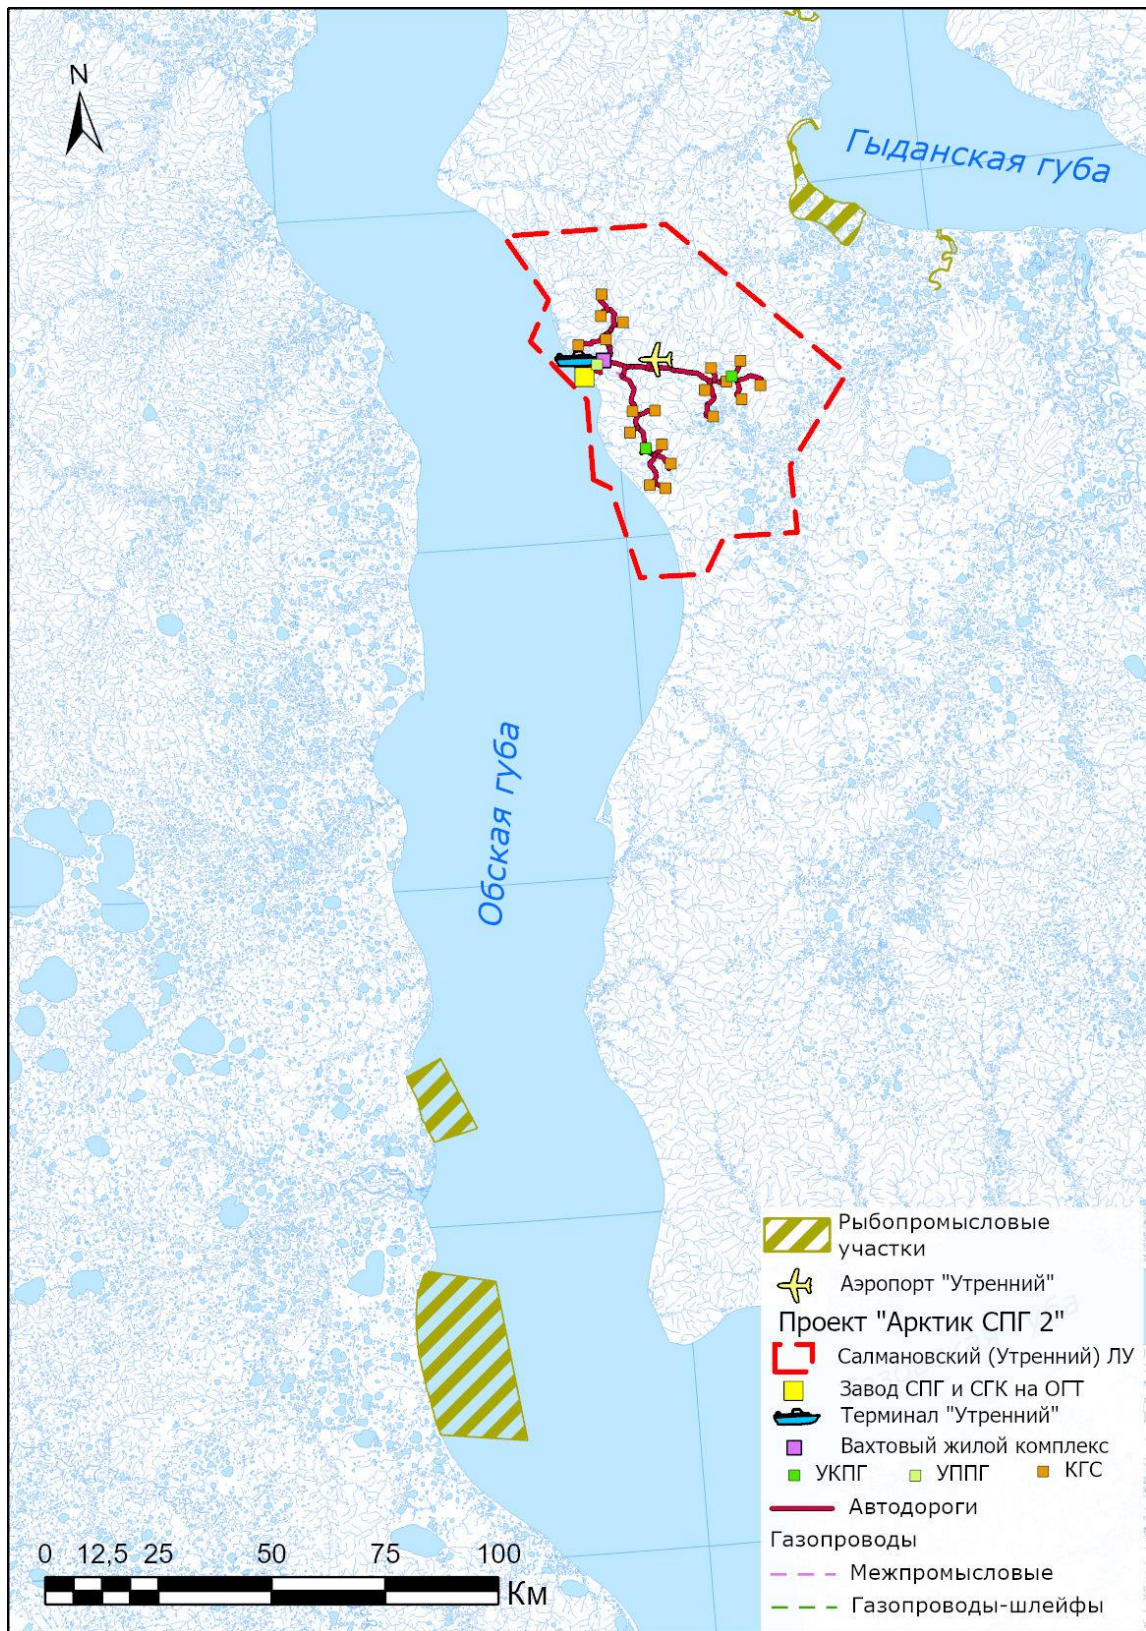 N
Гыданская губа
Обская губа
Рыбопромысловые
участки
Аэропорт "Утренний"
Проект "Арктик СПГ 2"
Салмановский (Утренний) ЛУ
Завод СПГ и СГК на ОГТ
Терминал "Утренний"
Вахтовый жилой комплекс
УКПГ УППГ КГС
Автодороги
Газопроводы
Межпромысловые
Газопроводы-шлейфы
0 12,5 25 50 75 100
Км